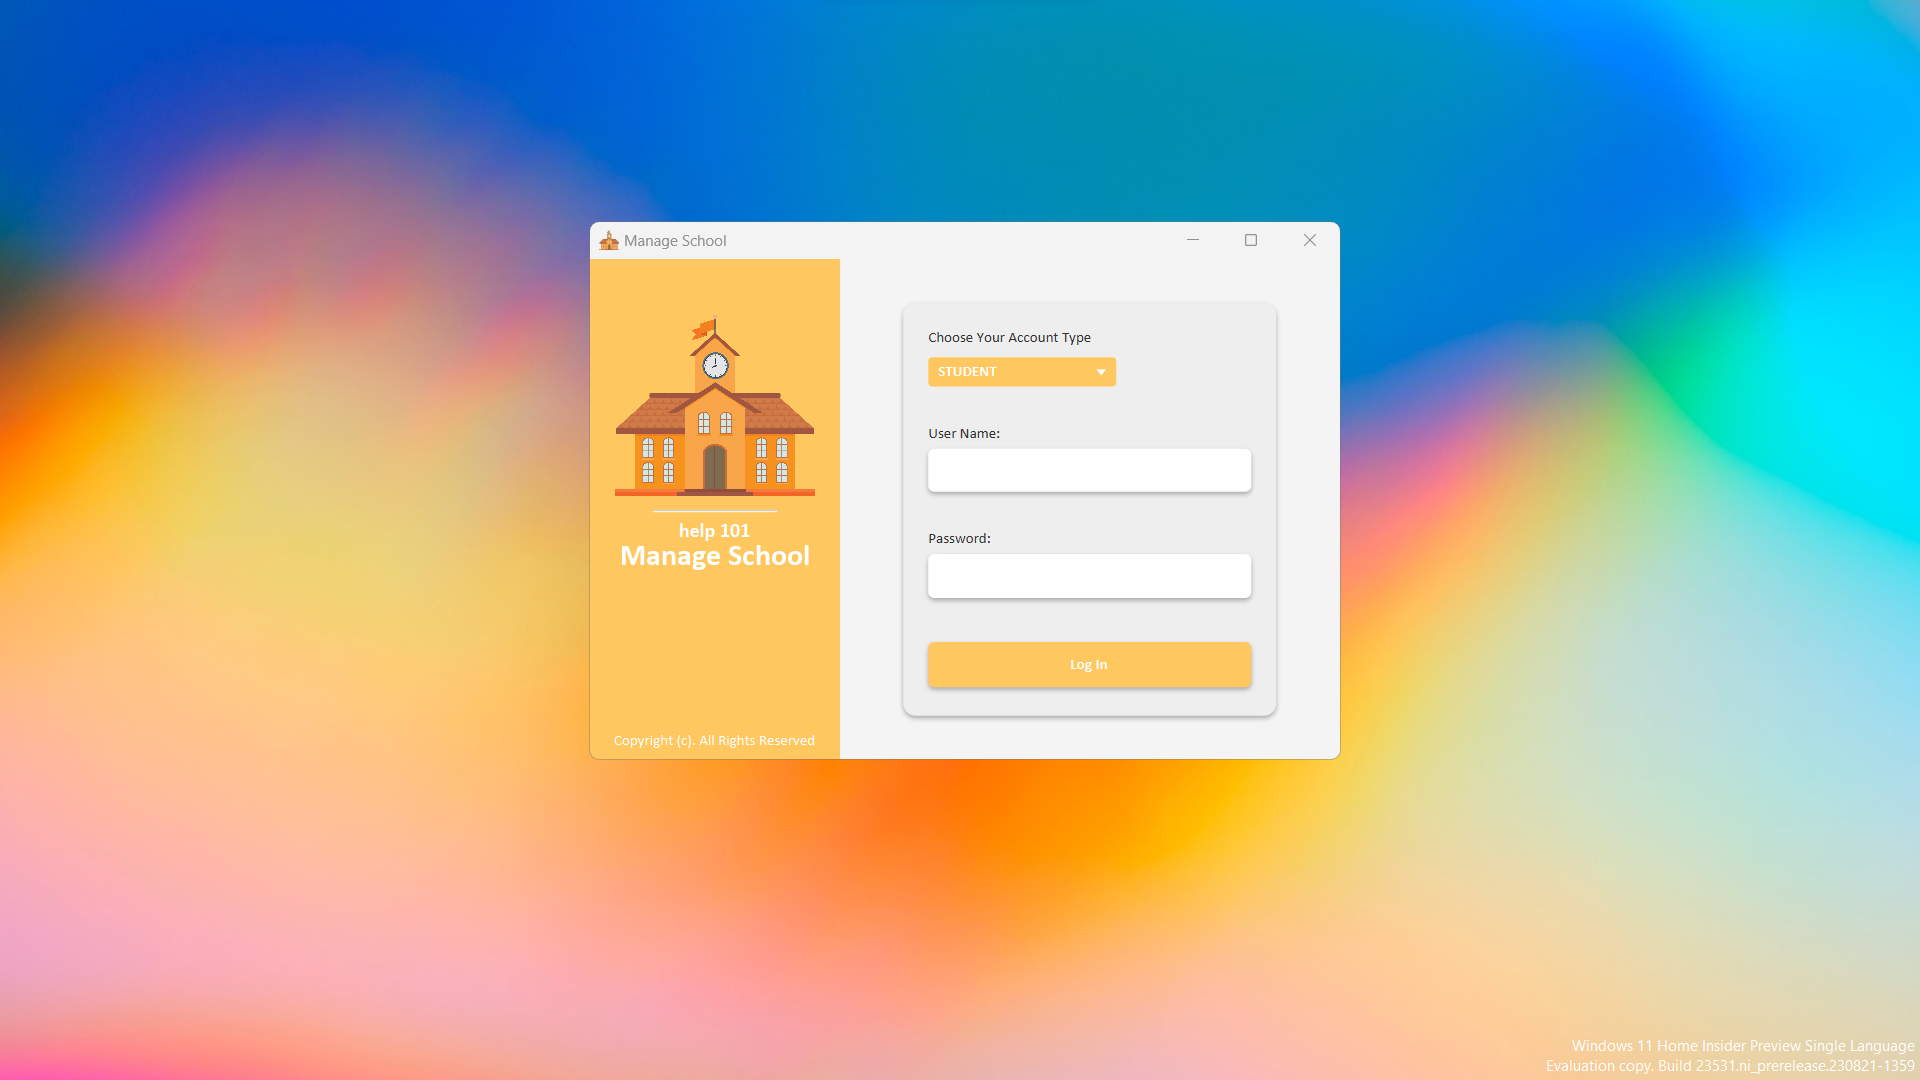 Manage School
help 101
Manage School
Copyright (c). All Rights Reserved
Choose Your Account Type
STUDENT
User Name:
Password:
Log In
Windows 11 Home Insider Preview Single Language
Evaluation copy. Build 23531.ni_prerelease.230821-1359